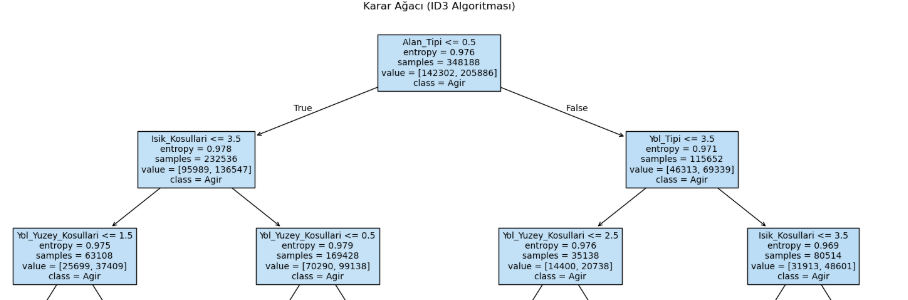 Karar Ağacı (ID3 Algoritması)
Alan_Tipi <= 0.5
entropy = 0.976
samples = 348188
value = [142302, 205886]
class = Agir
True
False
Isik_Kosullari <= 3.5
entropy = 0.978
samples = 232536
value = [95989, 136547]
class = Agir
Yol_Tipi <= 3.5
entropy = 0.971
samples = 115652
value = [46313, 69339]
class = Agir
Yol_Yuzey_Kosullari <= 1.5
entropy = 0.975
samples = 63108
value = [25699, 37409]
class = Agir
Yol_Yuzey_Kosullari <= 0.5
entropy = 0.979
samples = 169428
value = [70290, 99138]
class = Agir
Yol_Yuzey_Kosullari <= 2.5
entropy = 0.976
samples = 35138
value = [14400, 20738]
class = Agir
Isik_Kosullari <= 3.5
entropy = 0.969
samples = 80514
value = [31913, 48601]
class = Agir